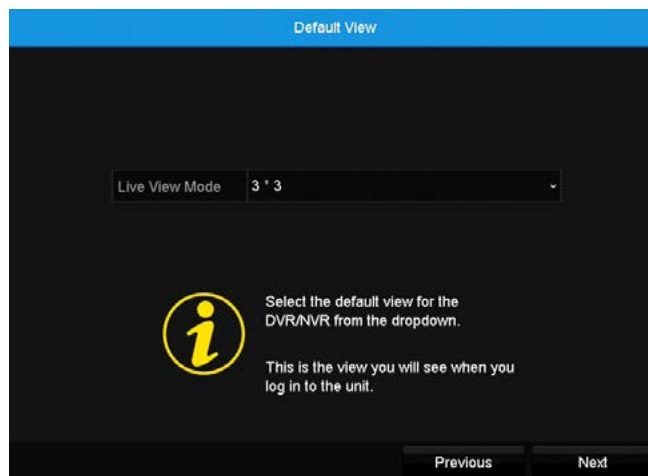 Default View
Live View Mode 3 * 3
Select the default view for the
DVR/NVR from the dropdown.
This is the view you will see when you
log in to the unit.
Previous Next